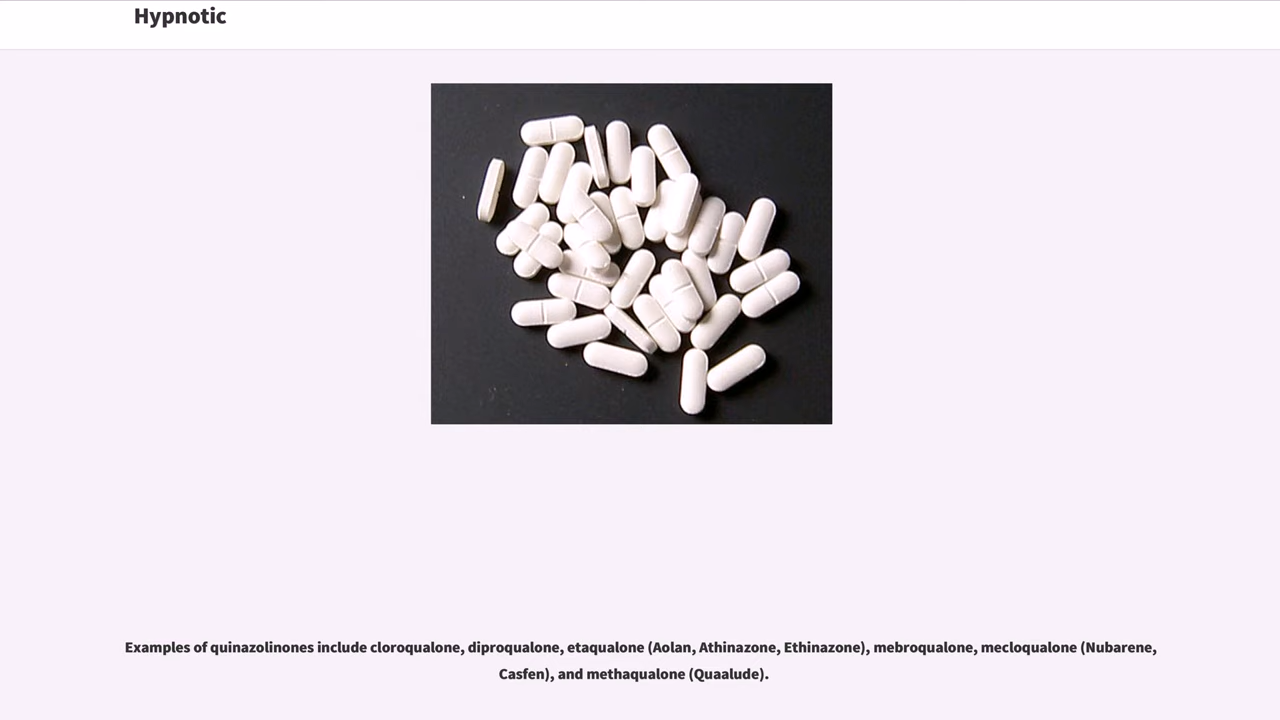 Hypnotic
Examples of quinazolinones include cloroqualone, diproqualone, etaqualone (Aolan, Athinazone, Ethinazone), mebroqualone, mecloqualone (Nubarene,
Casfen), and methaqualone (Quaalude).